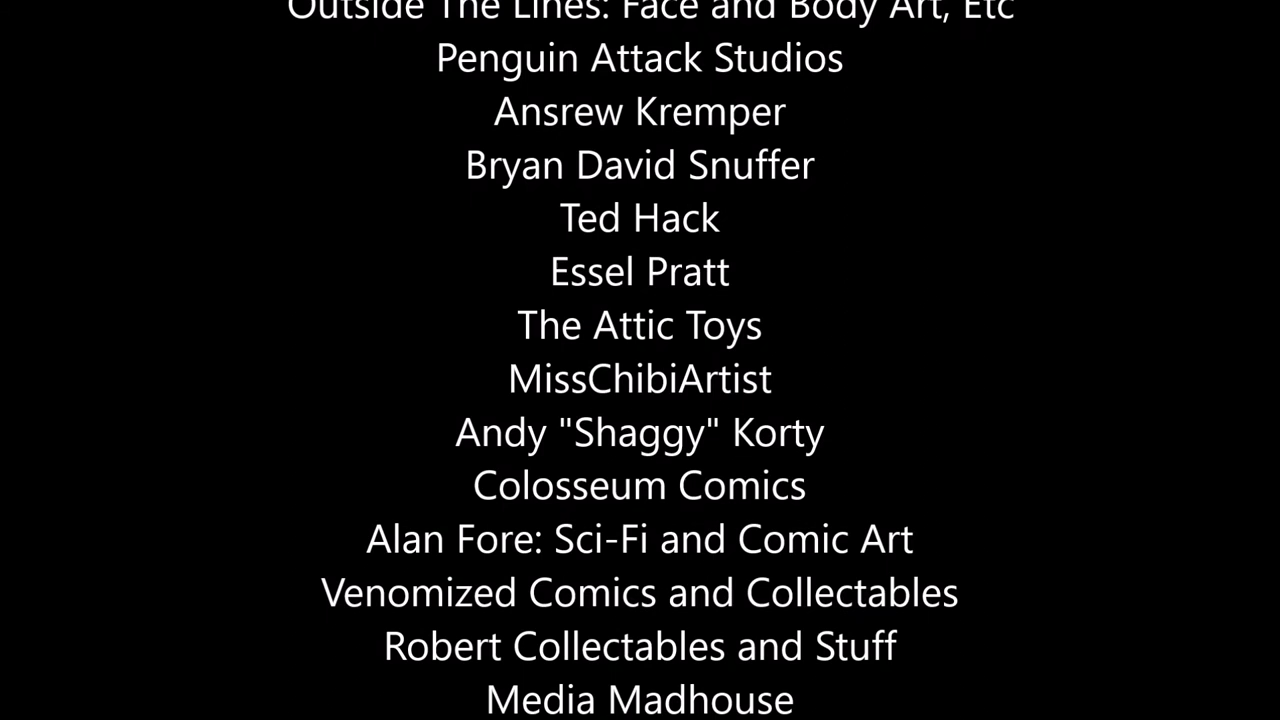 Outside The Lines: Face and Body Art, Etc
Penguin Attack Studios
Ansrew Kremper
Bryan David Snuffer
Ted Hack
Essel Pratt
The Attic Toys
MissChibiArtist
Andy "Shaggy" Korty
Colosseum Comics
Alan Fore: Sci-Fi and Comic Art
Venomized Comics and Collectables
Robert Collectables and Stuff
Media Madhouse